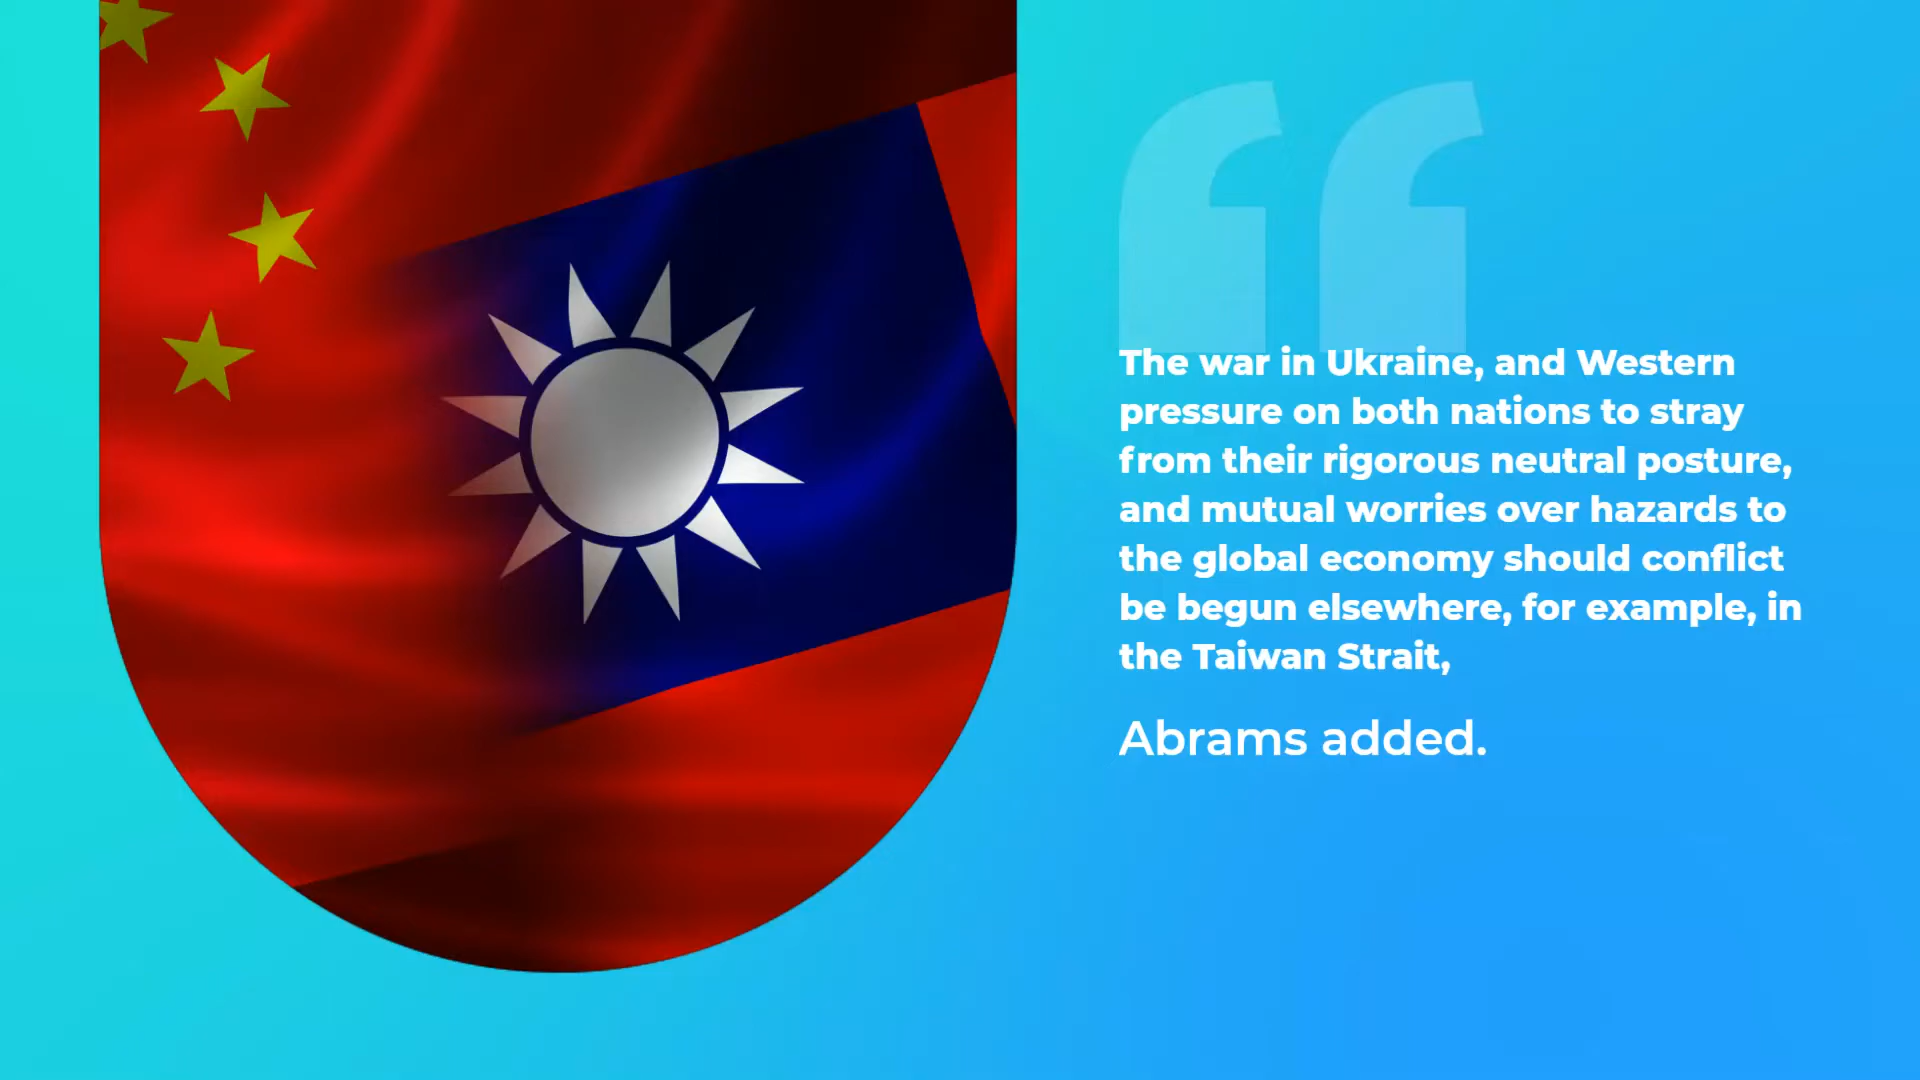 The war in Ukraine, and Western
pressure on both nations to stray
from their rigorous neutral posture,
and mutual worries over hazards to
the global economy should conflict
be begun elsewhere, for example, in
the Taiwan Strait,
Abrams added.